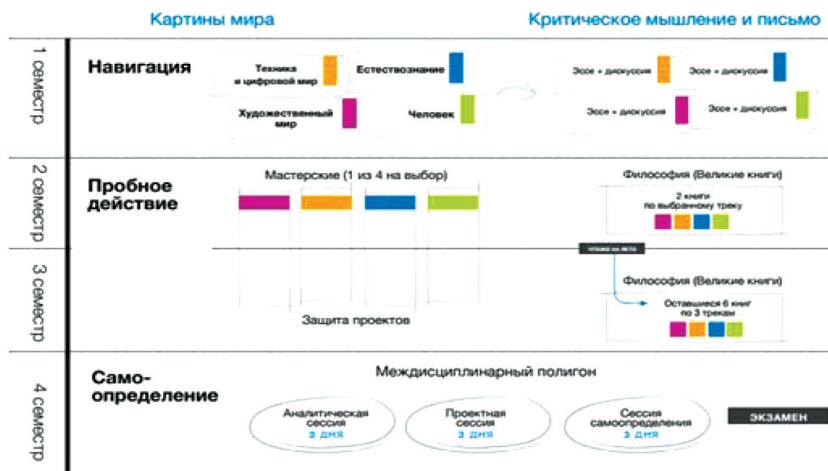 Картины мира
Критическое мышление и письмо
1 семестр
Навигация
Техника
и цифровой мир
Естествознание
Художественный
мир
Человек
Эссе + дискуссия
Эссе + дискуссия
Эссе + дискуссия
Эссе + дискуссия
2 семестр
Пробное
действие
Мастерские (1 из 4 на выбор)
Философия (Великие книги)
2 книги
по выбранному треку
3 семестр
Защита проектов
Философия (Великие книги)
Оставшиеся 6 книг
по 3 трекам
4 семестр
Само-
определение
Междисциплинарный полигон
Аналитическая
сессия
3 ДНЯ
Проектная
сессия
3 ДНЯ
Сессия
самоопределения
3 ДНЯ
ЭКЗАМЕН